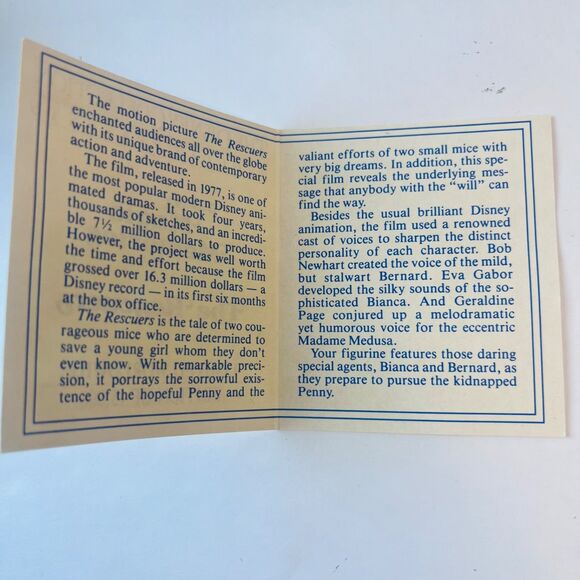 The motion picture The Rescuers
enchanted audiences all over the globe
with its unique brand of contemporary
action and adventure.
The film, released in 1977, is one of
the most popular modern Disney ani-
mated dramas. It took four years,
thousands of sketches, and an incredi-
ble 7½ million dollars to produce.
However, the project was well worth
the time and effort because the film
grossed over 16.3 million dollars — a
Disney record — in its first six months
at the box office.
The Rescuers is the tale of two cou-
rageous mice who are determined to
save a young girl whom they don't
even know. With remarkable preci-
sion, it portrays the sorrowful exis-
tence of the hopeful Penny and the
valiant efforts of two small mice with
very big dreams. In addition, this spe-
cial film reveals the underlying mes-
sage that anybody with the “will” can
find the way.
Besides the usual brilliant Disney
animation, the film used a renowned
cast of voices to sharpen the distinct
personality of each character. Bob
Newhart created the voice of the mild,
but stalwart Bernard. Eva Gabor
developed the silky sounds of the so-
phisticated Bianca. And Geraldine
Page conjured up a melodramatic
yet humorous voice for the eccentric
Madame Medusa.
Your figurine features those daring
special agents, Bianca and Bernard, as
they prepare to pursue the kidnapped
Penny.